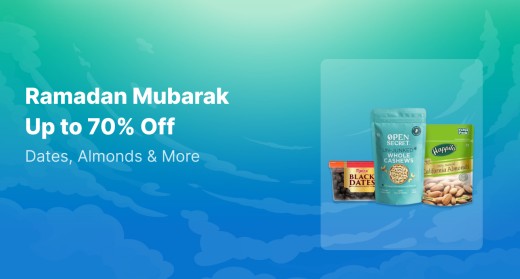 Ramadan Mubarak
Up to 70% Off
Dates, Almonds & More
OPEN
SECRET
WHOLE
CASHEWS
Happilo
BLACK
DATES